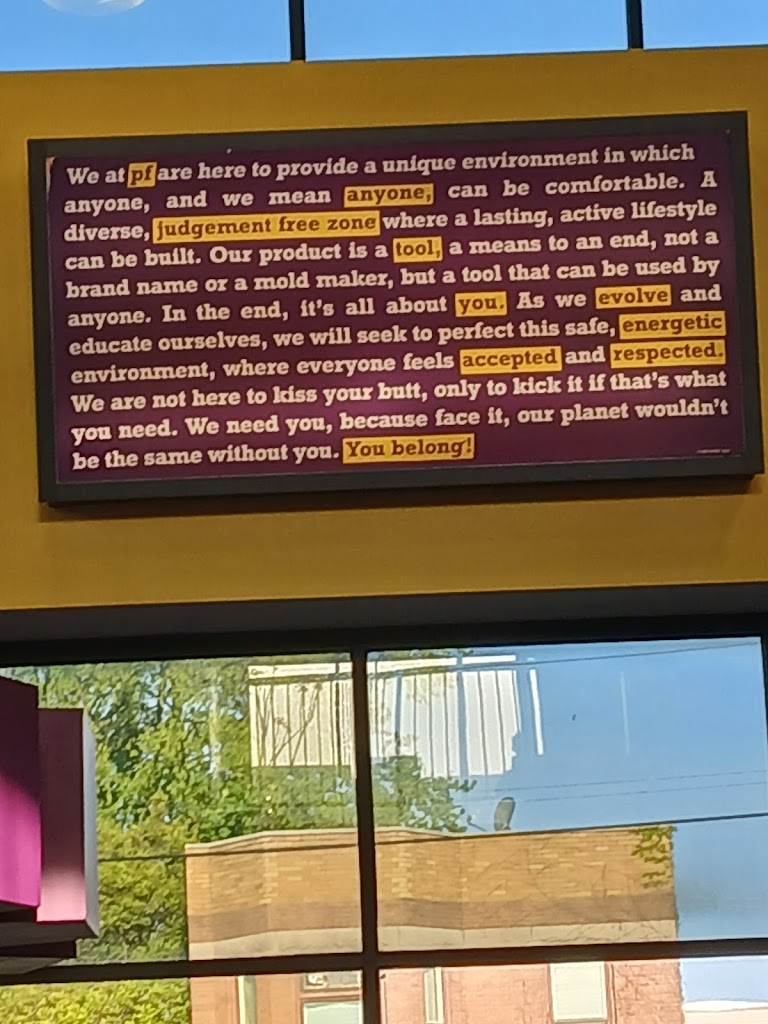 We at pf are here to provide a unique environment in which
anyone, and we mean anyone, can be comfortable. A
diverse, judgement free zone where a lasting, active lifestyle
can be built. Our product is a tool, a means to an end, not a
brand name or a mold maker, but a tool that can be used by
anyone. In the end, it's all about you. As we evolve and
educate ourselves, we will seek to perfect this safe, energetic
environment, where everyone feels accepted and respected.
We are not here to kiss your butt, only to kick it if that's what
you need. We need you, because face it, our planet wouldn't
be the same without you. You belong!